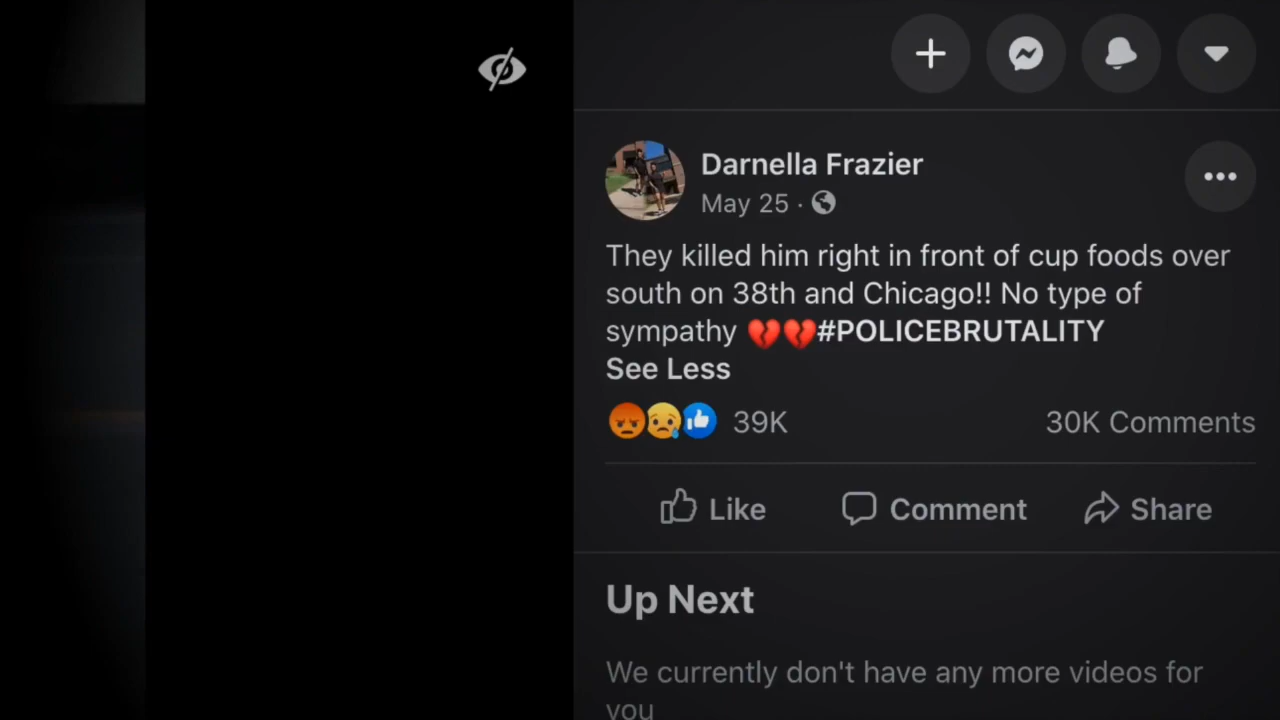 Darnella Frazier
May 25 ·
They killed him right in front of cup foods over
south on 38th and Chicago!! No type of
sympathy 💔💔#POLICEBRUTALITY
See Less
39K
30K Comments
Like
Comment
Share
Up Next
We currently don't have any more videos for
you